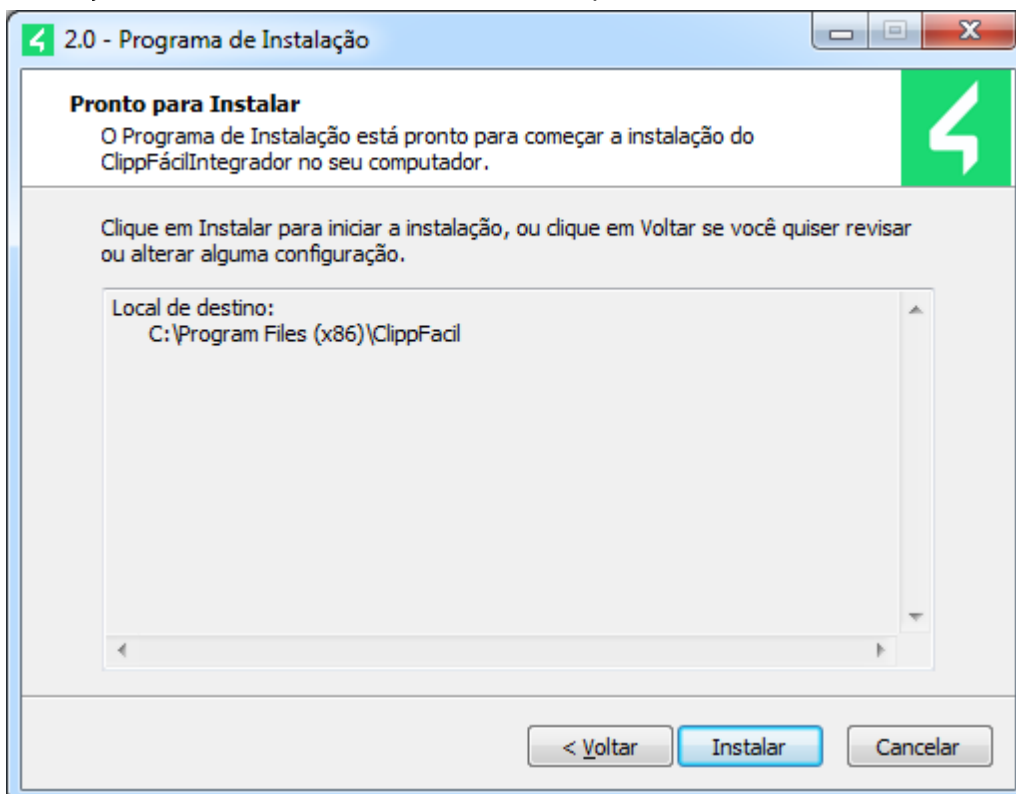 2.0 - Programa de Instalação
Pronto para Instalar
O Programa de Instalação está pronto para começar a instalação do
ClippFácilIntegrador no seu computador.
Clique em Instalar para iniciar a instalação, ou clique em Voltar se você quiser revisar
ou alterar alguma configuração.
Local de destino:
C:\Program Files (x86)\ClippFacil
< Voltar
Instalar
Cancelar